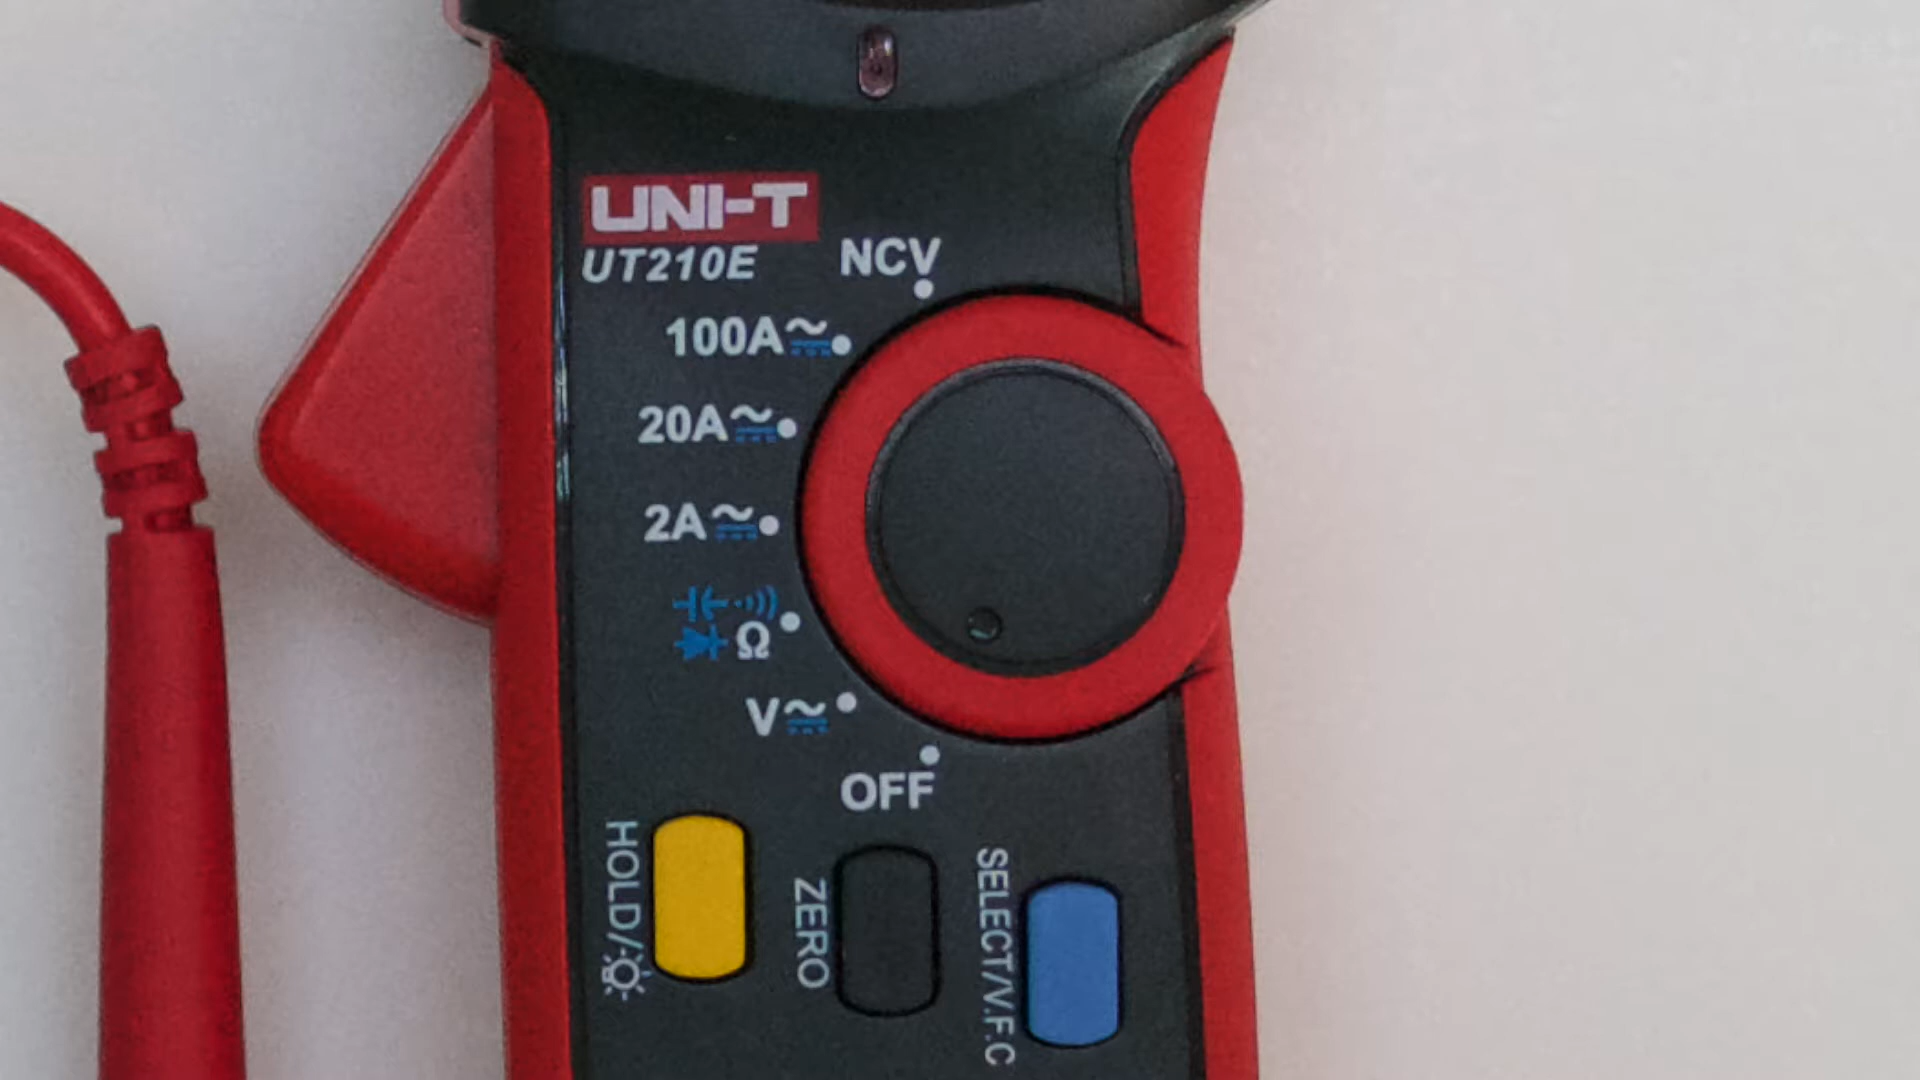 UNI-T
UT210E
NCV
100A
20A
2A
Ω
V
OFF
HOLD/
ZERO
SELECT/V.F.C